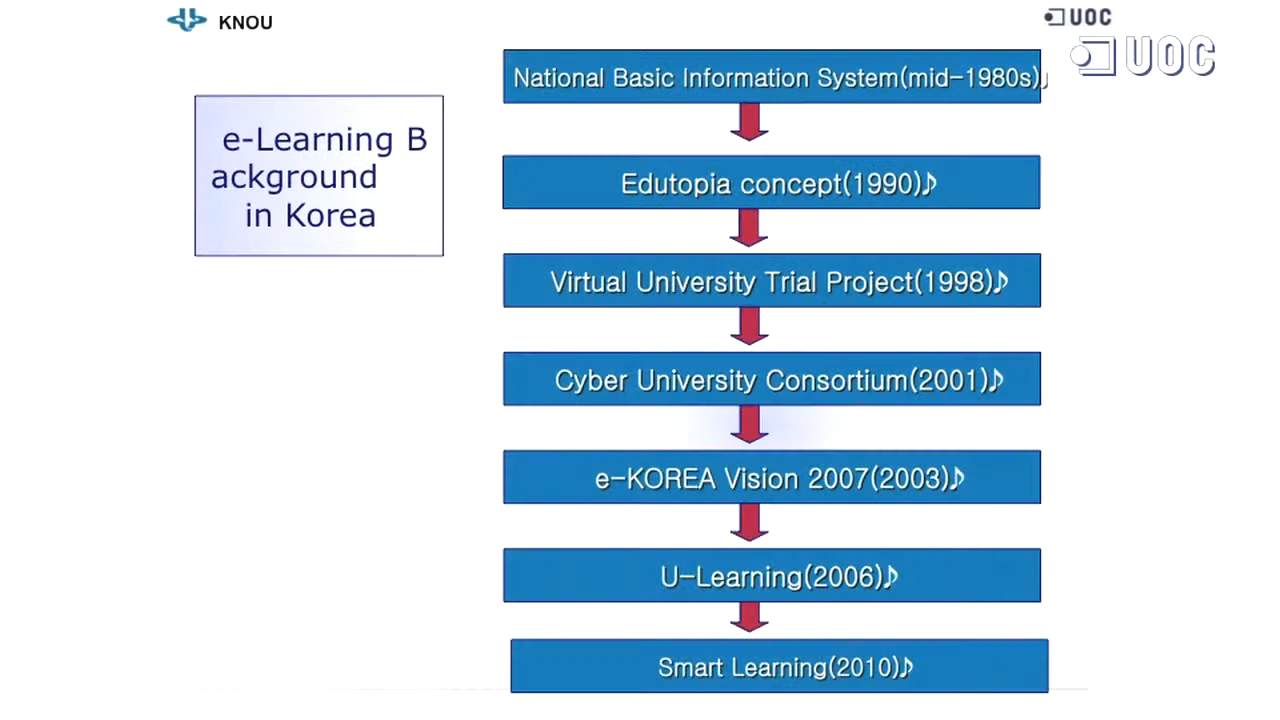 KNOU
UOC
UOC
e-Learning B
ackground
in Korea
National Basic Information System(mid-1980s)♪
Edutopia concept(1990)♪
Virtual University Trial Project(1998)♪
Cyber University Consortium(2001)♪
e-KOREA Vision 2007(2003)♪
U-Learning(2006)♪
Smart Learning(2010)♪